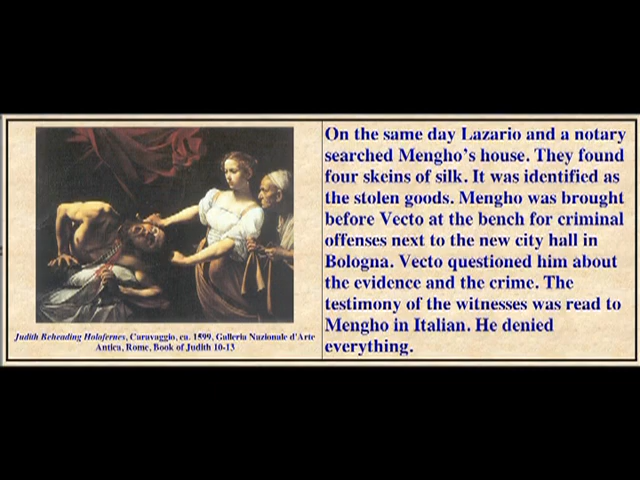 On the same day Lazario and a notary
searched Mengho's house. They found
four skeins of silk. It was identified as
the stolen goods. Mengho was brought
before Vecto at the bench for criminal
offenses next to the new city hall in
Bologna. Vecto questioned him about
the evidence and the crime. The
testimony of the witnesses was read to
Mengho in Italian. He denied
everything.
Judith Beheading Holofernes, Caravaggio, ca. 1599, Galleria Nazionale d'Arte
Antica, Rome, Book of Judith 10-13